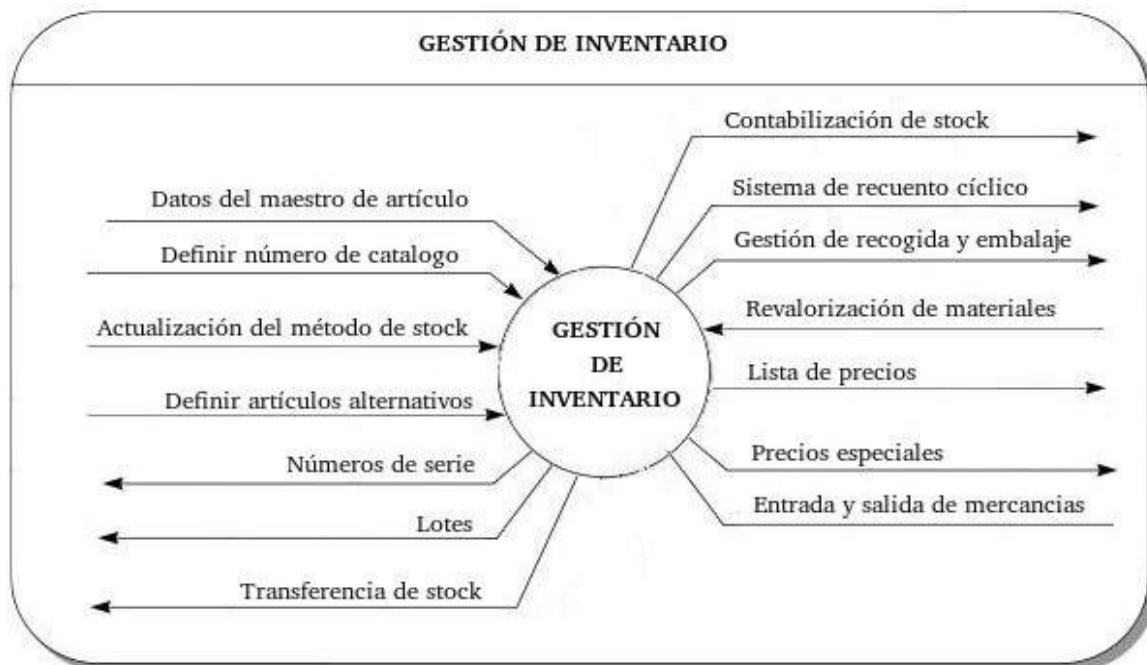 GESTIÓN DE INVENTARIO
Datos del maestro de artículo
Definir número de catalogo
Actualización del método de stock
Definir artículos alternativos
Números de serie
Lotes
Transferencia de stock
GESTIÓN
DE
INVENTARIO
Contabilización de stock
Sistema de recuento cíclico
Gestión de recogida y embalaje
Revalorización de materiales
Lista de precios
Precios especiales
Entrada y salida de mercancias